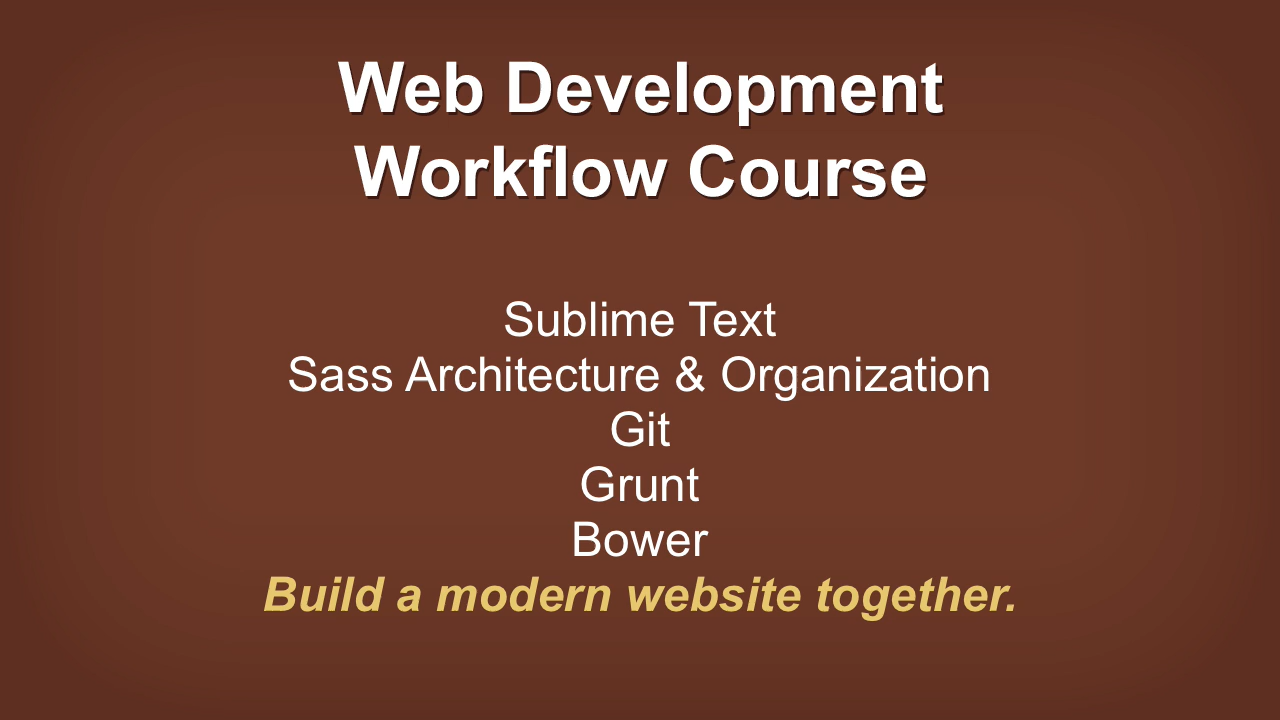 Web Development
Workflow Course
Sublime Text
Sass Architecture & Organization
Git
Grunt
Bower
Build a modern website together.